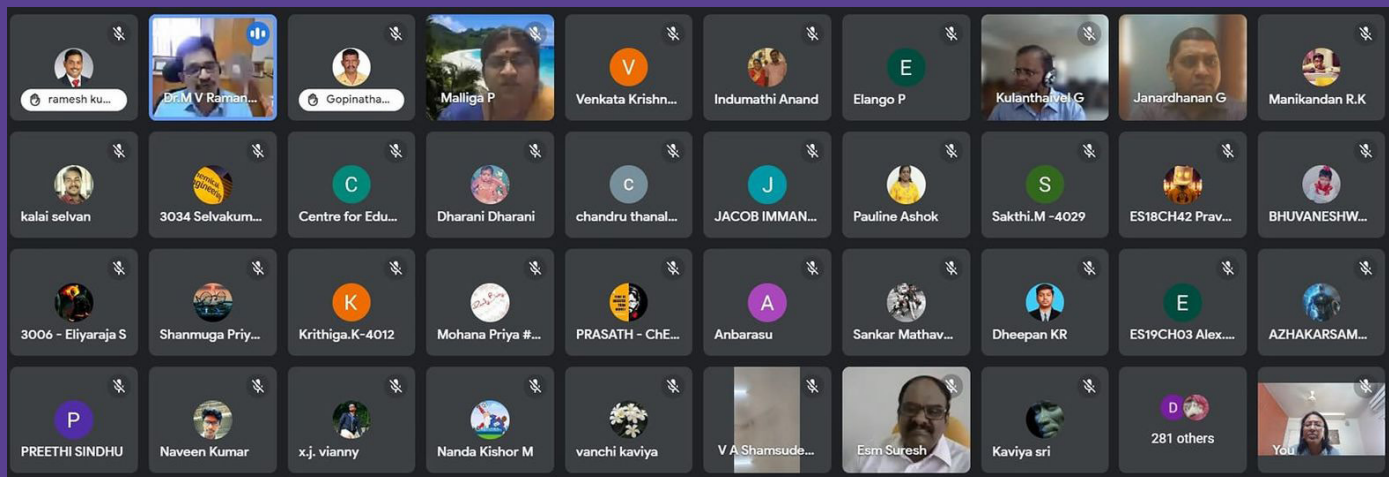 ramesh ku...
Dr.M V Raman...
Gopinatha...
Malliga P
V
Venkata Krishn...
Indumathi Anand
E
Elango P
Kulanthaivel G
Janardhanan G
Manikandan R.K
kalai selvan
3034 Selvakum...
C
Centre for Edu...
Dharani Dharani
c
chandru thanal...
J
JACOB IMMAN...
Pauline Ashok
S
Sakthi.M -4029
ES18CH42 Prav...
BHUVANESHW...
3006 - Eliyaraja S
Shanmuga Priy...
K
Krithiga.K-4012
Mohana Priya #...
PRASATH - ChE...
A
Anbarasu
Sankar Mathav...
Dheepan KR
E
ES19CH03 Alex....
AZHAKARSAM...
P
PREETHI SINDHU
Naveen Kumar
x.j. vianny
Nanda Kishor M
vanchi kaviya
V A Shamsude...
Esm Suresh
Kaviya sri
D
281 others
You